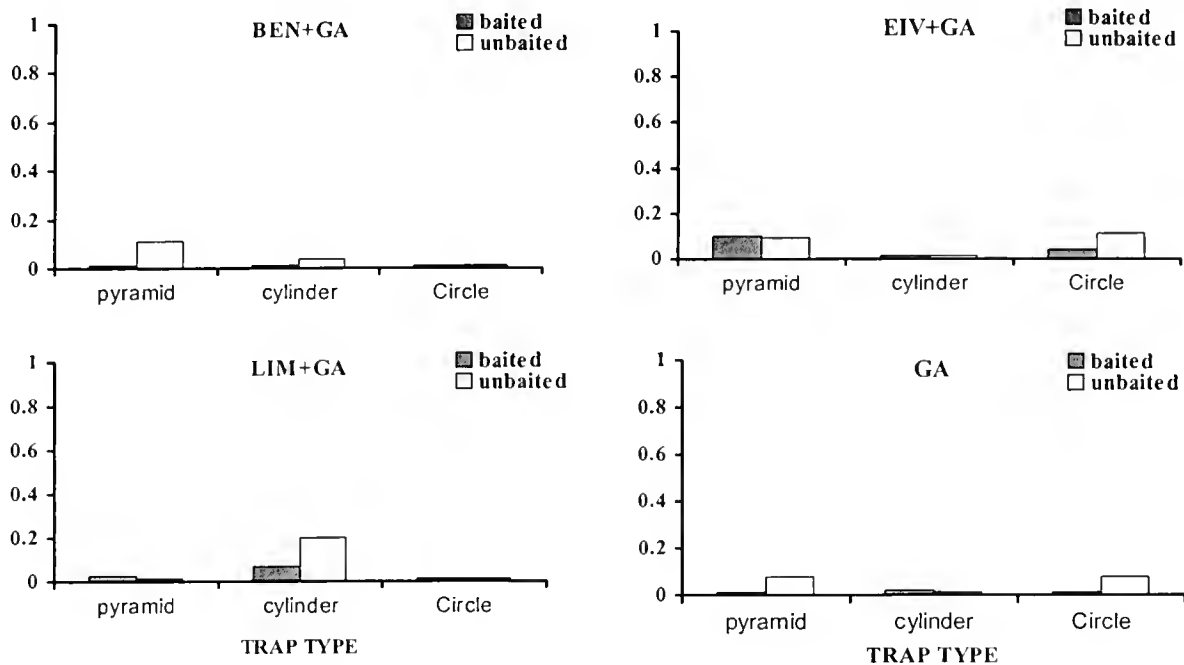 BEN+GA
baited
unbaited
1
0.8
0.6
0.4
0.2
0
pyramid cylinder Circle
EIV+GA
baited
unbaited
1
0.8
0.6
0.4
0.2
0
pyramid cylinder Circle
LIM+GA
baited
unbaited
1
0.8
0.6
0.4
0.2
0
pyramid cylinder Circle
TRAP TYPE
GA
baited
unbaited
1
0.8
0.6
0.4
0.2
0
pyramid cylinder Circle
TRAP TYPE